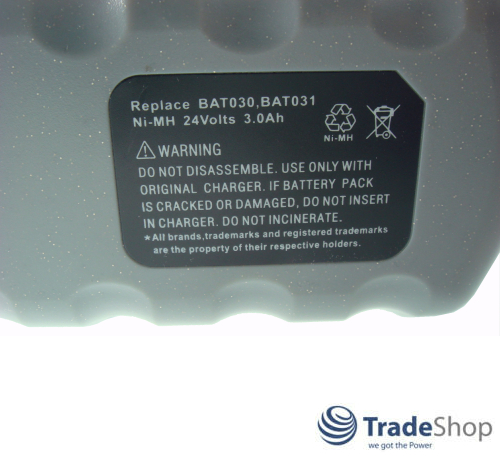 Replace BAT030,BAT031
Ni-MH 24Volts 3.0Ah
Ni-MH
WARNING
DO NOT DISASSEMBLE. USE ONLY WITH
ORIGINAL CHARGER. IF BATTERY PACK
IS CRACKED OR DAMAGED, DO NOT INSERT
IN CHARGER. DO NOT INCINERATE.
*All brands,trademarks and registered trademarks
are the property of their respective holders.
TradeShop
we got the Power